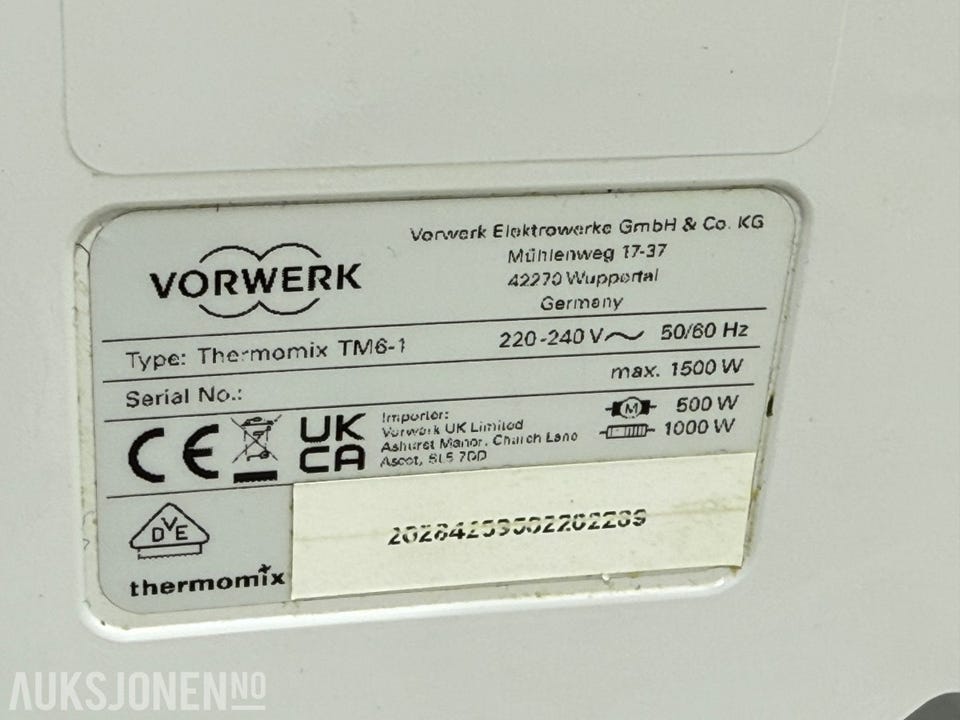 VORWERK
Vorwerk Elektrowerke GmbH & Co. KG
Mühlenweg 17-37
42270 Wuppertal
Germany
Type: Thermomix TM6-1
220-240 V 50/60 Hz
Serial No.:
max. 1500 W
M 500 W
1000 W
CE
UK
CA
Importer:
Vorwerk UK Limited
Ashurst Manor, Church Lane
Ascot, SL5 7DD
DVE
thermomix
AUKSJONEN NO